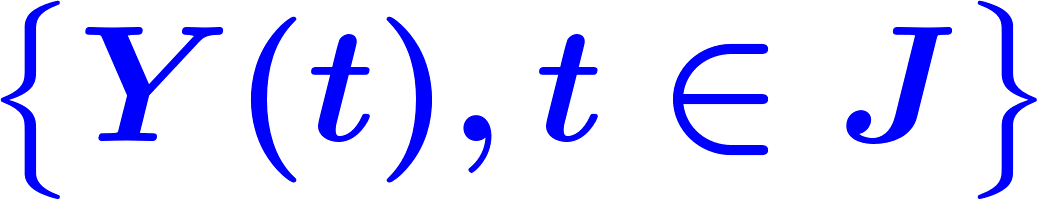 {Y(t), t ∈ J}